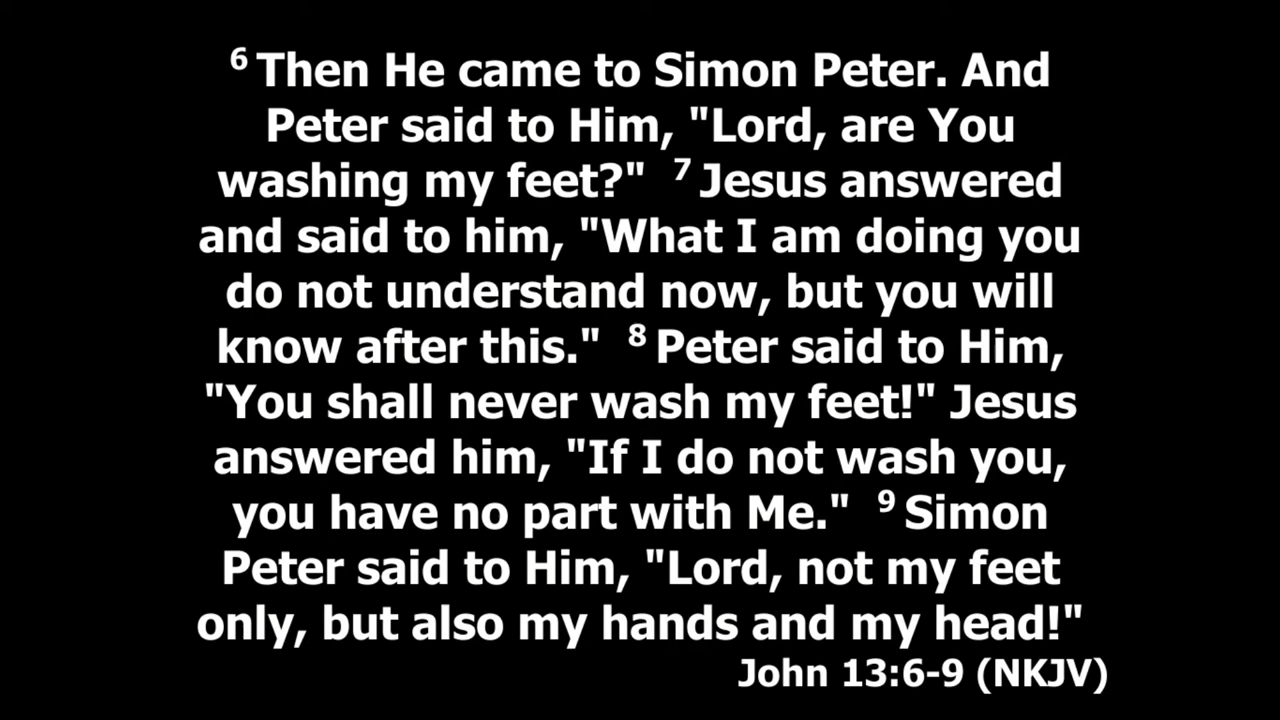 6 Then He came to Simon Peter. And
Peter said to Him, "Lord, are You
washing my feet?" 7 Jesus answered
and said to him, "What I am doing you
do not understand now, but you will
know after this." 8 Peter said to Him,
"You shall never wash my feet!" Jesus
answered him, "If I do not wash you,
you have no part with Me." 9 Simon
Peter said to Him, "Lord, not my feet
only, but also my hands and my head!"
John 13:6-9 (NKJV)